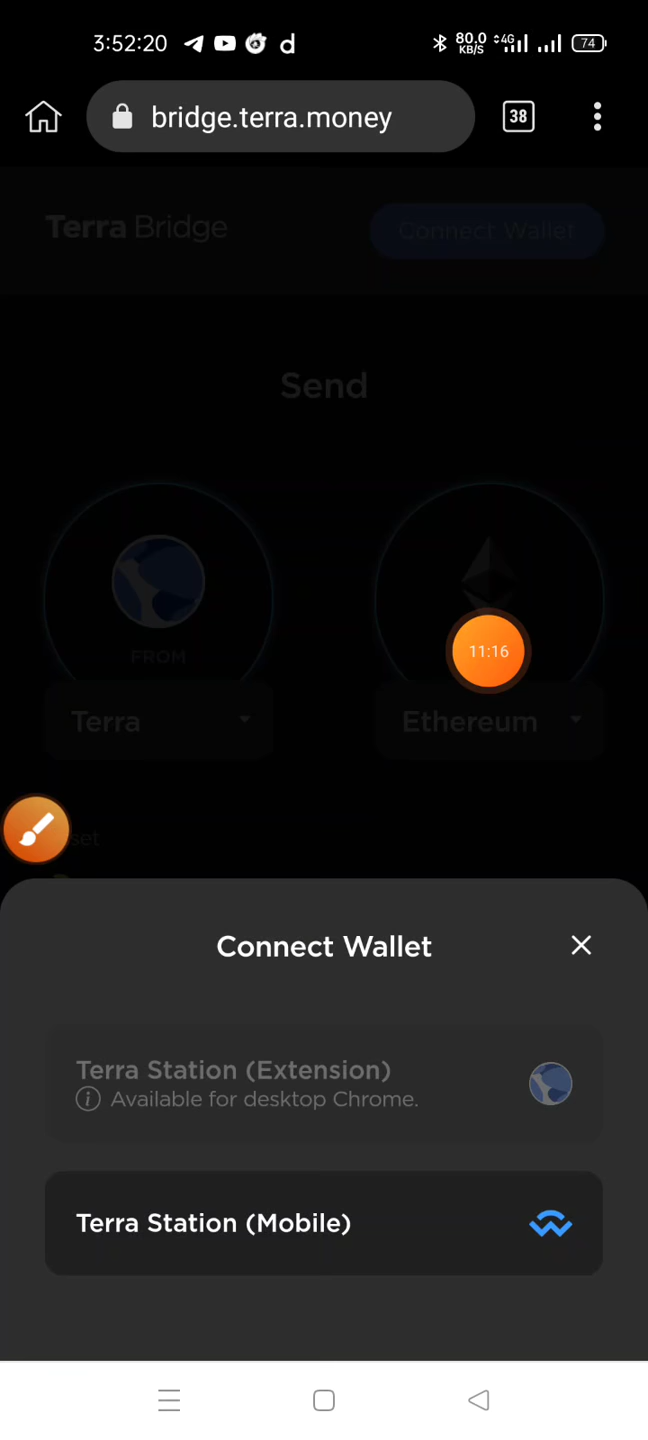 3:52:20 d 80.0 KB/S 4G 74
bridge.terra.money 38
Terra Bridge Connect Wallet
Send
FROM
11:16
Terra Ethereum
set
Connect Wallet
Terra Station (Extension)
Available for desktop Chrome.
Terra Station (Mobile)